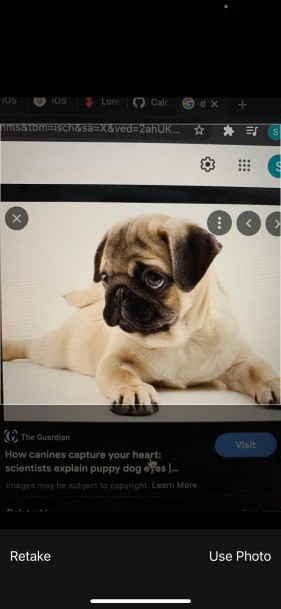 iOS
iOS
Lore
Calc
d
nms&tbm=isch&sa=X&ved=2ahUK...
S
S
The Guardian
How canines capture your heart:
scientists explain puppy dog eyes |...
Visit
Images may be subject to copyright. Learn More
Retake
Use Photo